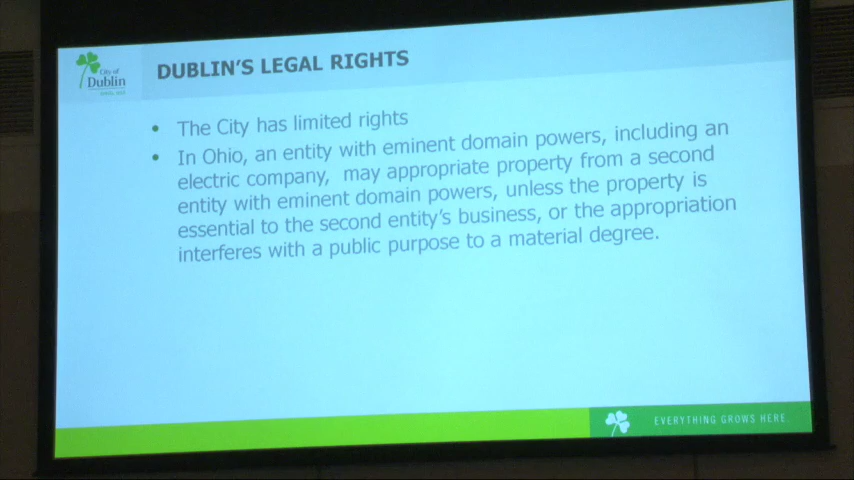 City of
Dublin
DUBLIN'S LEGAL RIGHTS
• The City has limited rights
• In Ohio, an entity with eminent domain powers, including an
electric company, may appropriate property from a second
entity with eminent domain powers, unless the property is
essential to the second entity's business, or the appropriation
interferes with a public purpose to a material degree.
EVERYTHING GROWS HERE.